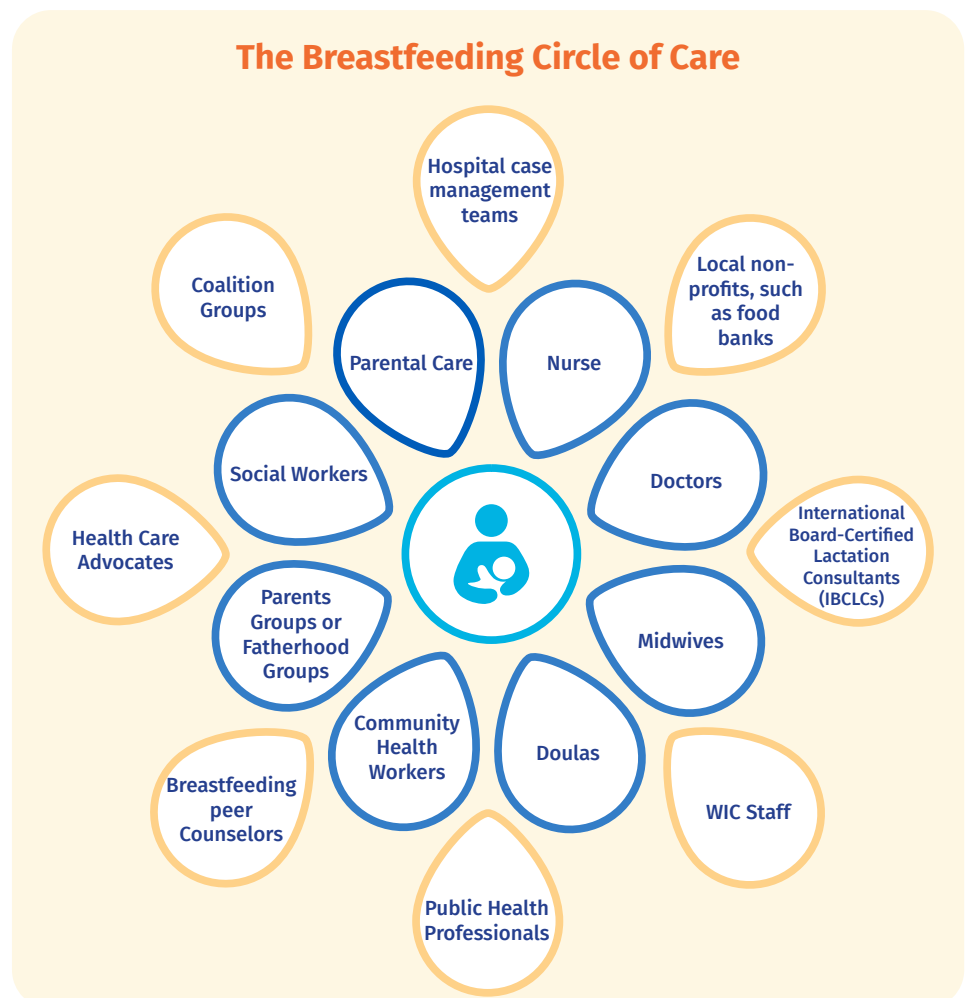 The Breastfeeding Circle of Care
Hospital case
management
teams
Coalition
Groups
Local non-
profits, such
as food
banks
Parental Care
Nurse
Social Workers
Doctors
Health Care
Advocates
International
Board-Certified
Lactation
Consultants
(IBCLCs)
Parents
Groups or
Fatherhood
Groups
Midwives
Community
Health
Workers
Doulas
Breastfeeding
peer
Counselors
WIC Staff
Public Health
Professionals